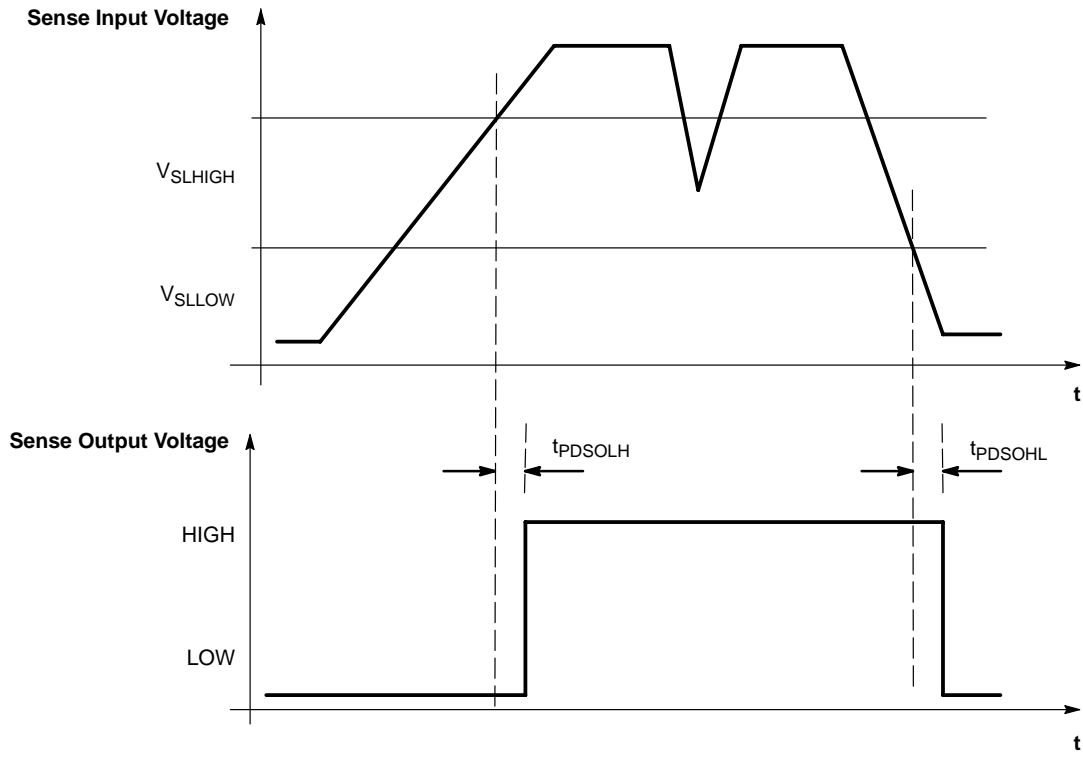 Sense Input Voltage
VSLHIGH
VSLLOW
t
Sense Output Voltage
tPDSOLH
tPDSOHL
HIGH
LOW
t